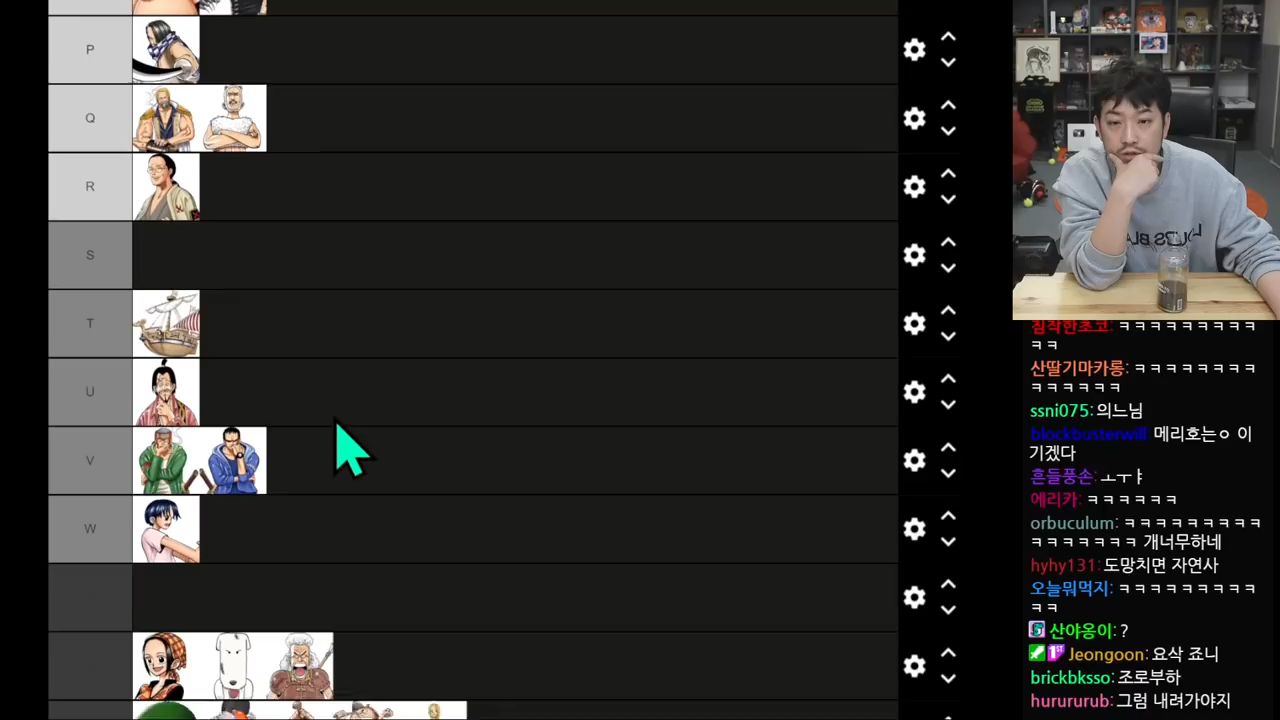 P
Q
R
S
T
U
V
W
침착한초코: ㅋㅋㅋㅋㅋㅋㅋㅋㅋ
ㅋㅋ
산딸기마카롱: ㅋㅋㅋㅋㅋㅋㅋㅋ
ㅋㅋㅋㅋㅋㅋ
ssni075: 의느님
blockbusterwill: 메리호는ㅇ 이
기겠다
흔들풍손: ㅗㅜㅑ
에리카: ㅋㅋㅋㅋㅋㅋ
orbuculum: ㅋㅋㅋㅋㅋㅋㅋㅋㅋ
ㅋㅋㅋㅋㅋㅋㅋ 개너무하네
hyhy131: 도망치면 자연사
오늘뭐먹지: ㅋㅋㅋㅋㅋㅋㅋㅋㅋ
ㅋㅋ
산야옹이: ?
1ST Jeongoon: 요삭 죠니
brickbksso: 조로부하
hurururub: 그럼 내려가야지